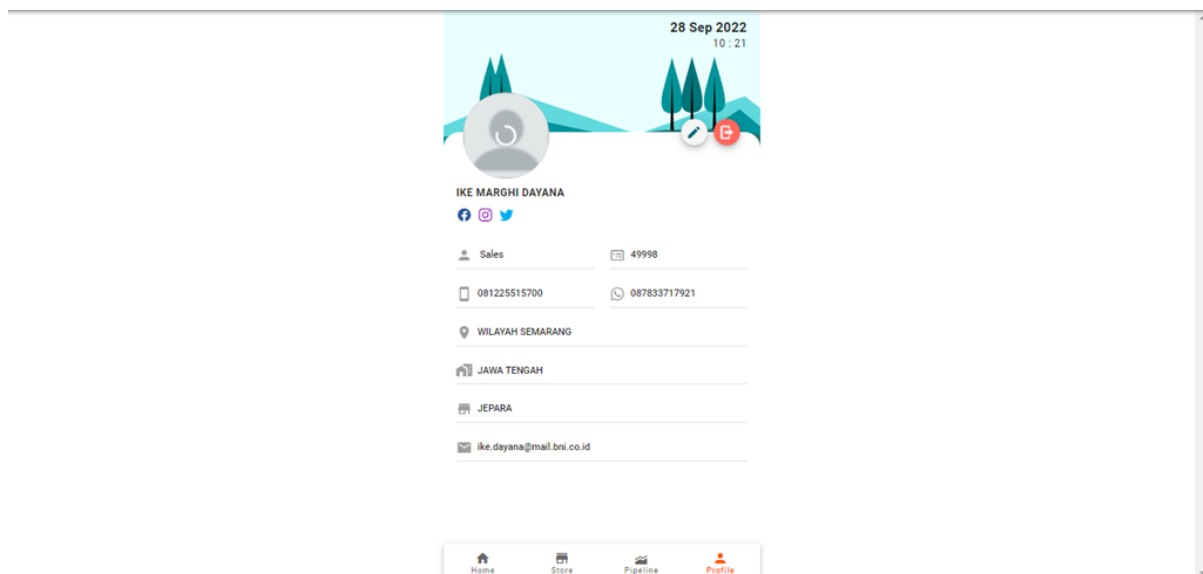 28 Sep 2022
10 : 21
IKE MARGHI DAYANA
Sales
49998
081225515700
087833717921
WILAYAH SEMARANG
JAWA TENGAH
JEPARA
ike.dayana@mail.bni.co.id
Home
Store
Pipeline
Profile